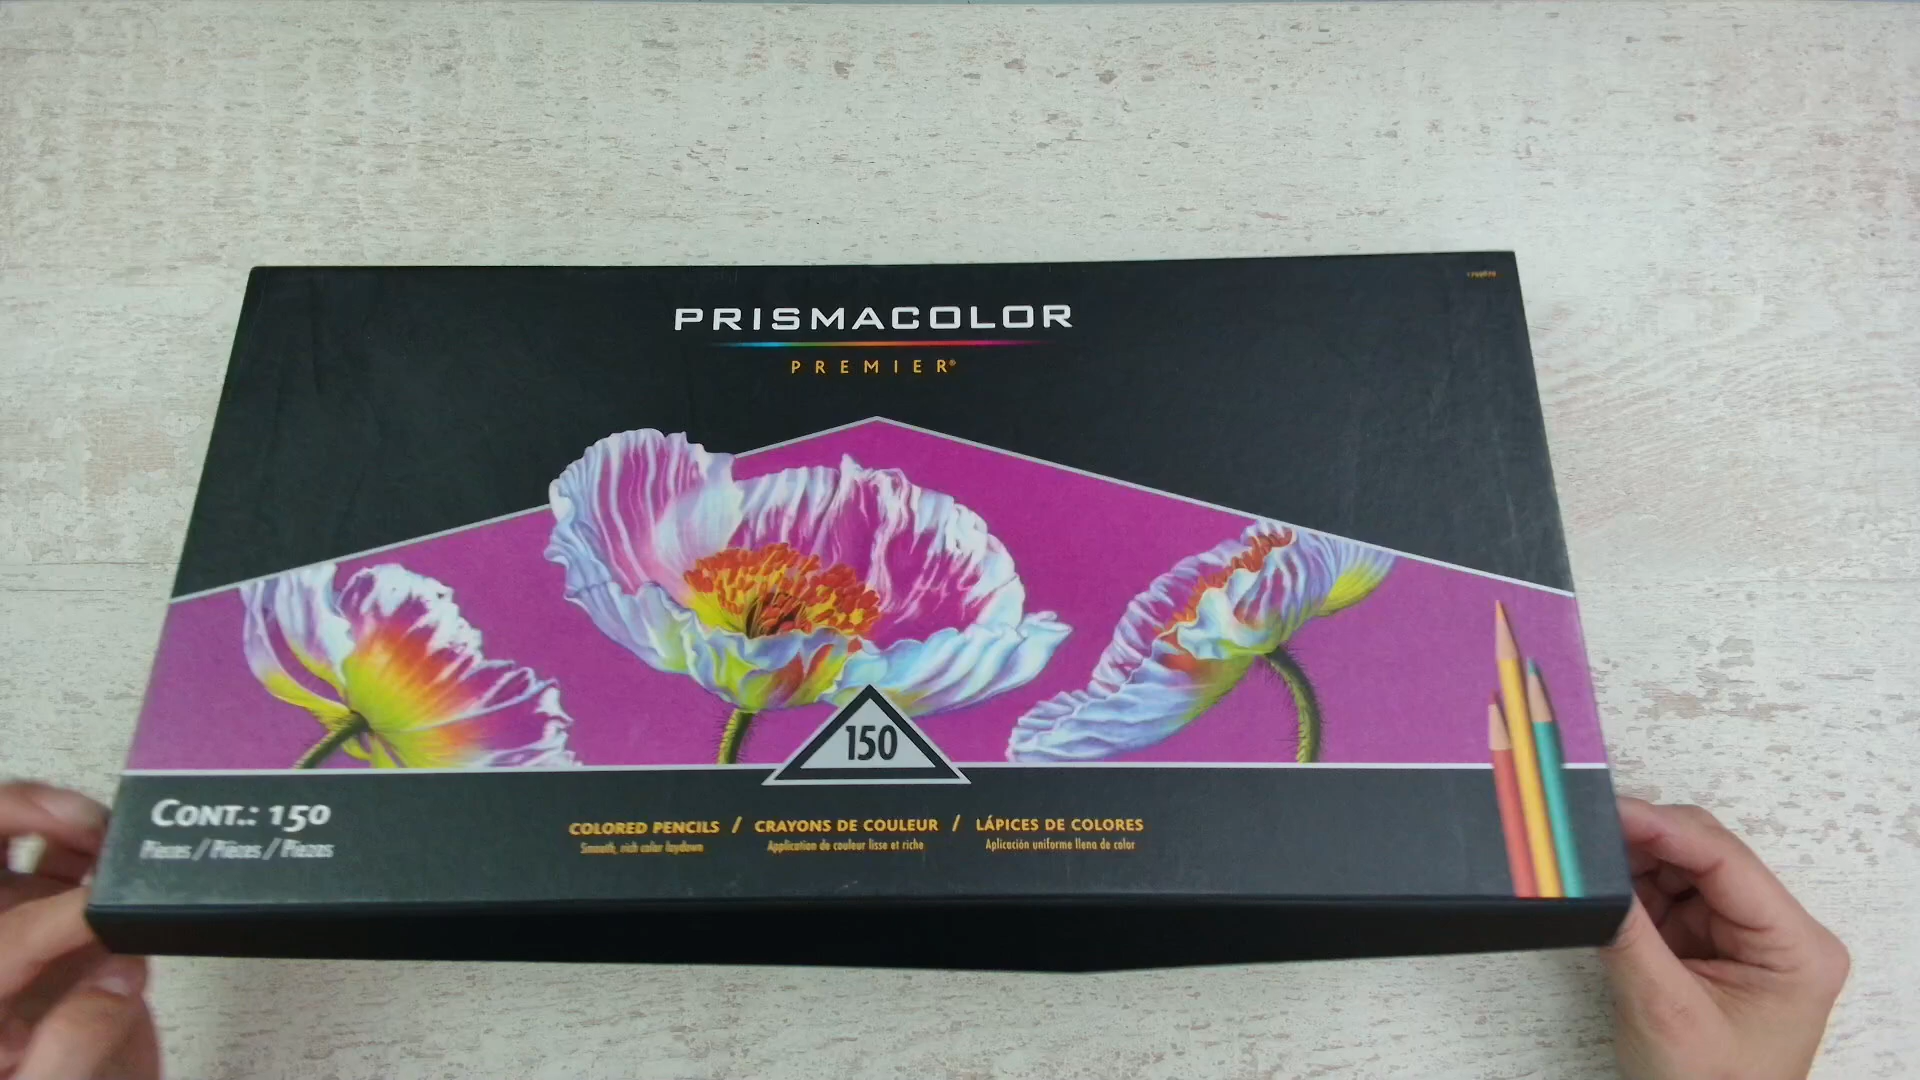 PRISMACOLOR
PREMIER®
150
CONT.: 150
Pieces / Pièces / Piezas
COLORED PENCILS / CRAYONS DE COULEUR / LÁPICES DE COLORES
Smooth, rich color laydown Application de couleur lisse et riche Aplicación uniforme llena de color